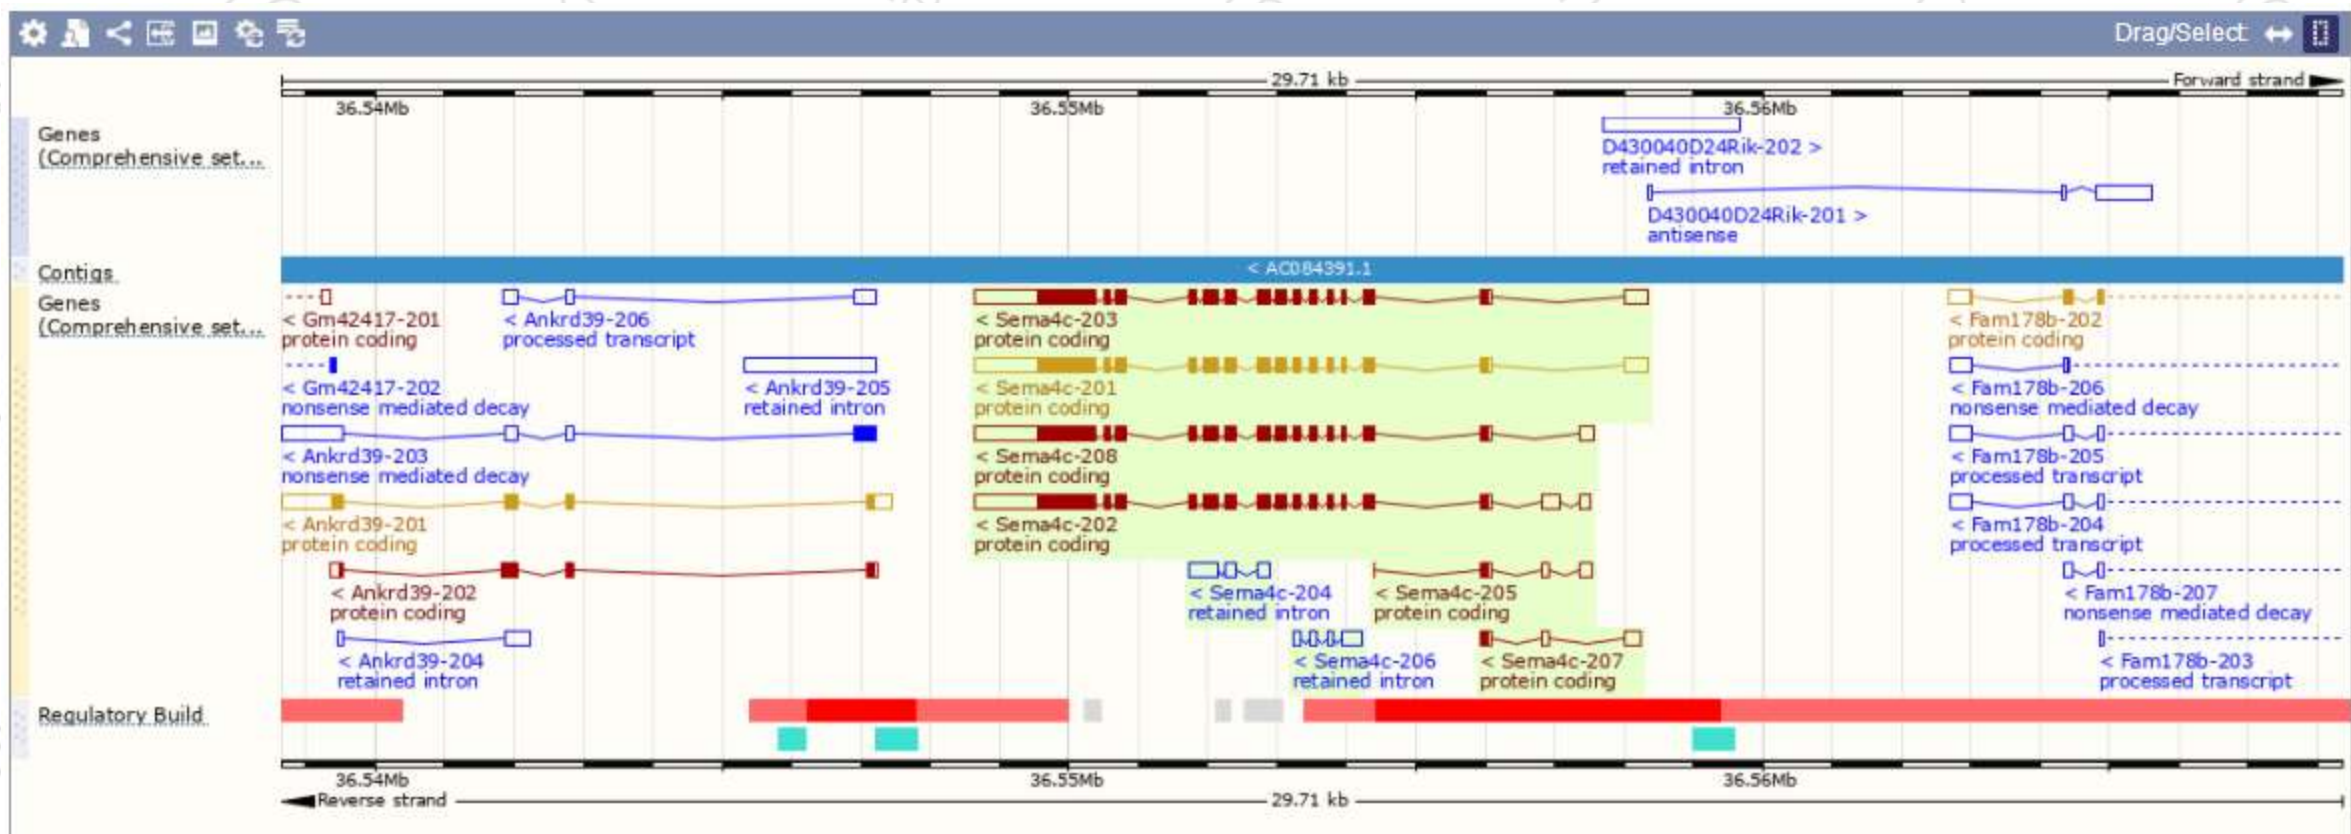 Drag/Select:
29.71 kb
Forward strand
36.54Mb
36.55Mb
36.56Mb
Genes
(Comprehensive set...
D430040D24Rik-202 >
retained intron
D430040D24Rik-201 >
antisense
Contigs
< AC084391.1
Genes
(Comprehensive set...
< Gm42417-201
protein coding
< Ankrd39-206
processed transcript
< Sema4c-203
protein coding
< Fam178b-202
protein coding
< Gm42417-202
nonsense mediated decay
< Ankrd39-205
retained intron
< Sema4c-201
protein coding
< Fam178b-206
nonsense mediated decay
< Ankrd39-203
nonsense mediated decay
< Sema4c-208
protein coding
< Fam178b-205
processed transcript
< Ankrd39-201
protein coding
< Sema4c-202
protein coding
< Fam178b-204
processed transcript
< Ankrd39-202
protein coding
< Sema4c-204
retained intron
< Sema4c-205
protein coding
< Fam178b-207
nonsense mediated decay
< Ankrd39-204
retained intron
< Sema4c-206
retained intron
< Sema4c-207
protein coding
< Fam178b-203
processed transcript
Regulatory Build
36.54Mb
36.55Mb
36.56Mb
Reverse strand
29.71 kb